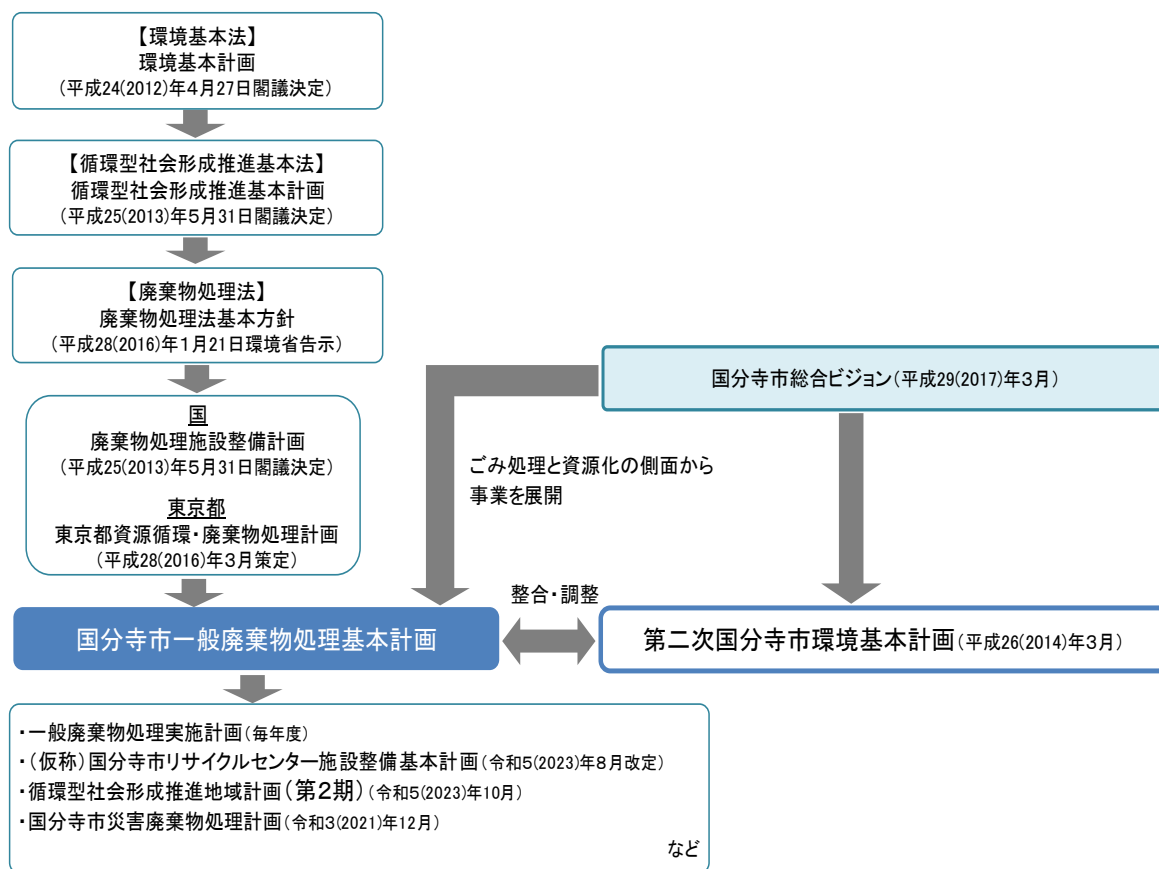 【環境基本法】
環境基本計画
(平成24(2012)年4月27日閣議決定)
【循環型社会形成推進基本法】
循環型社会形成推進基本計画
(平成25(2013)年5月31日閣議決定)
【廃棄物処理法】
廃棄物処理法基本方針
(平成28(2016)年1月21日環境省告示)
国分寺市総合ビジョン(平成29(2017)年3月)
国
廃棄物処理施設整備計画
(平成25(2013)年5月31日閣議決定)
東京都
東京都資源循環・廃棄物処理計画
(平成28(2016)年3月策定)
ごみ処理と資源化の側面から
事業を展開
整合・調整
国分寺市一般廃棄物処理基本計画
第二次国分寺市環境基本計画(平成26(2014)年3月)
・一般廃棄物処理実施計画(毎年度)
・(仮称)国分寺市リサイクルセンター施設整備基本計画(令和5(2023)年8月改定)
・循環型社会形成推進地域計画(第2期)(令和5(2023)年10月)
・国分寺市災害廃棄物処理計画(令和3(2021)年12月)
など